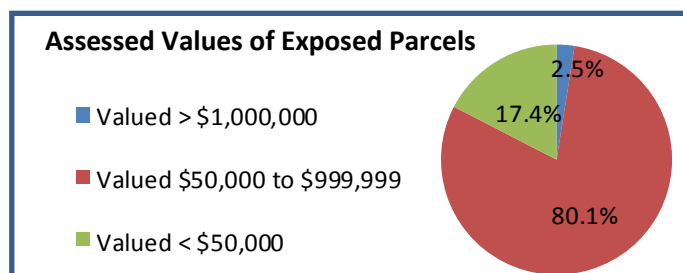 Assessed Values of Exposed Parcels
2.5%
Valued > $1,000,000
17.4%
Valued $50,000 to $999,999
80.1%
Valued < $50,000